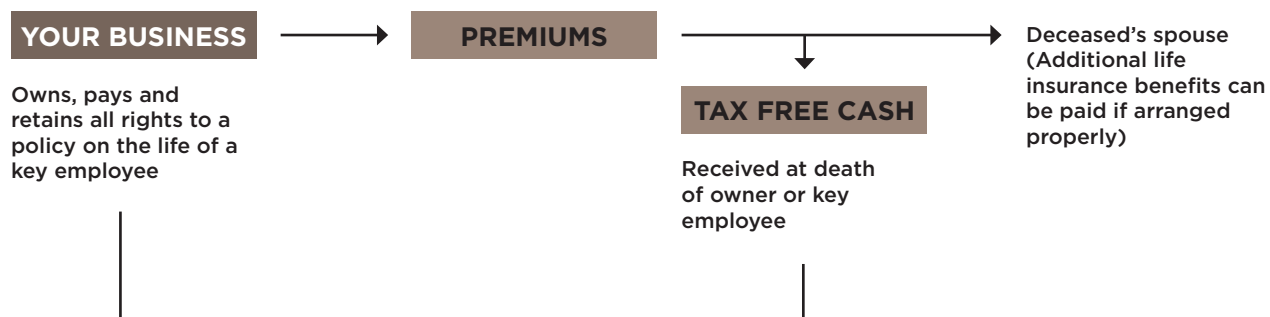 YOUR BUSINESS
Owns, pays and
retains all rights to a
policy on the life of a
key employee
PREMIUMS
TAX FREE CASH
Received at death
of owner or key
employee
Deceased’s spouse
(Additional life
insurance benefits can
be paid if arranged
properly)